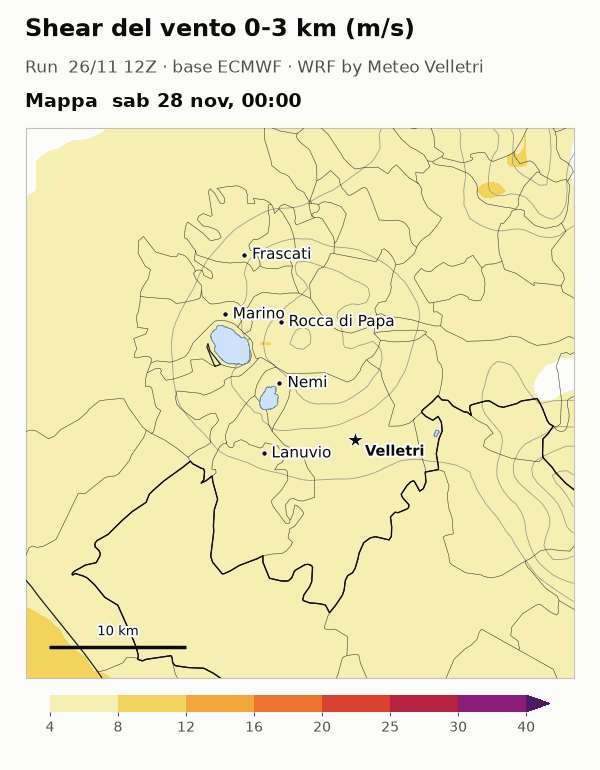 Shear del vento 0-3 km (m/s)
Run  26/11 12Z · base ECMWF · WRF by Meteo Velletri
Mappa  sab 28 nov, 00:00
Frascati
Marino
Rocca di Papa
Nemi
Velletri
Lanuvio
10 km
4 8 12 16 20 25 30 40